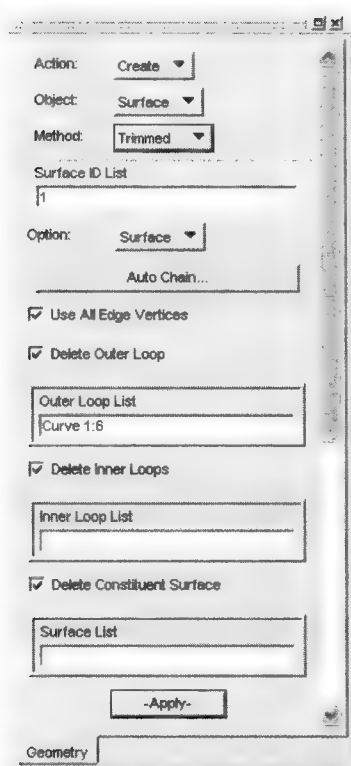 Action: Create
Object: Surface
Method: Trimmed
Surface ID List
1
Option: Surface
Auto Chain...
Use All Edge Vertices
Delete Outer Loop
Outer Loop List
Curve 1:6
Delete Inner Loops
Inner Loop List
Delete Constituent Surface
Surface List
-Apply-
Geometry